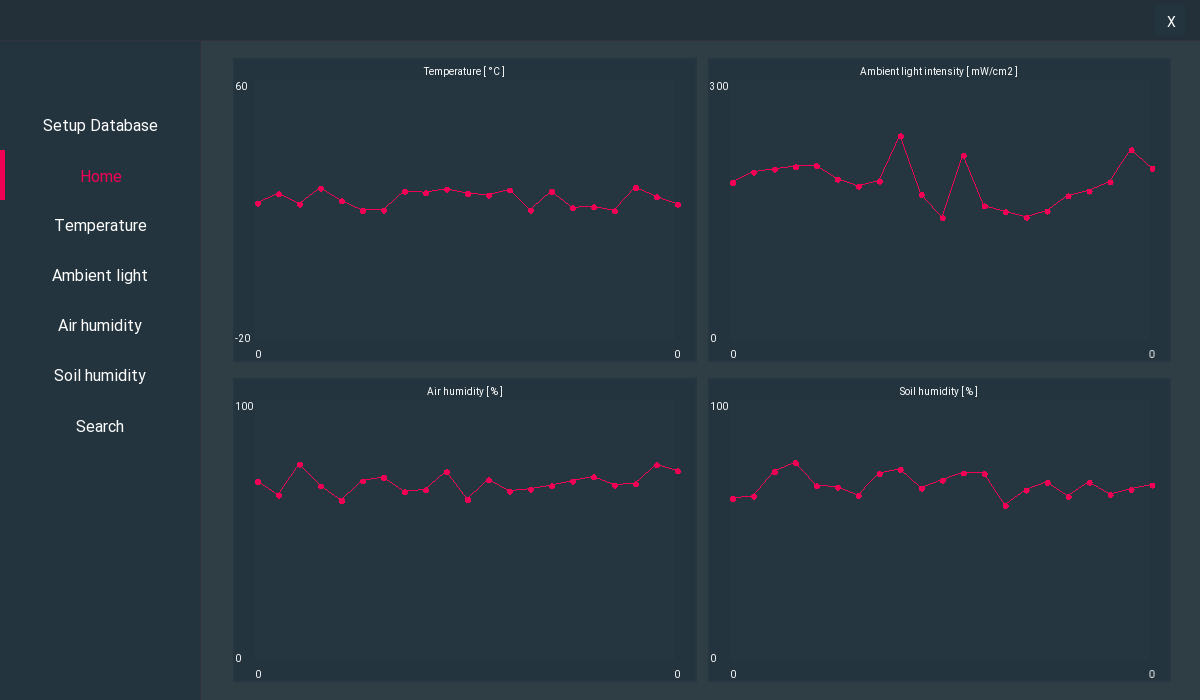 X
Setup Database
Home
Temperature
Ambient light
Air humidity
Soil humidity
Search
Temperature [ °C ]
60
-20
0 0
Ambient light intensity [ mW/cm2 ]
300
0
0 0
Air humidity [ % ]
100
0
0 0
Soil humidity [ % ]
100
0
0 0